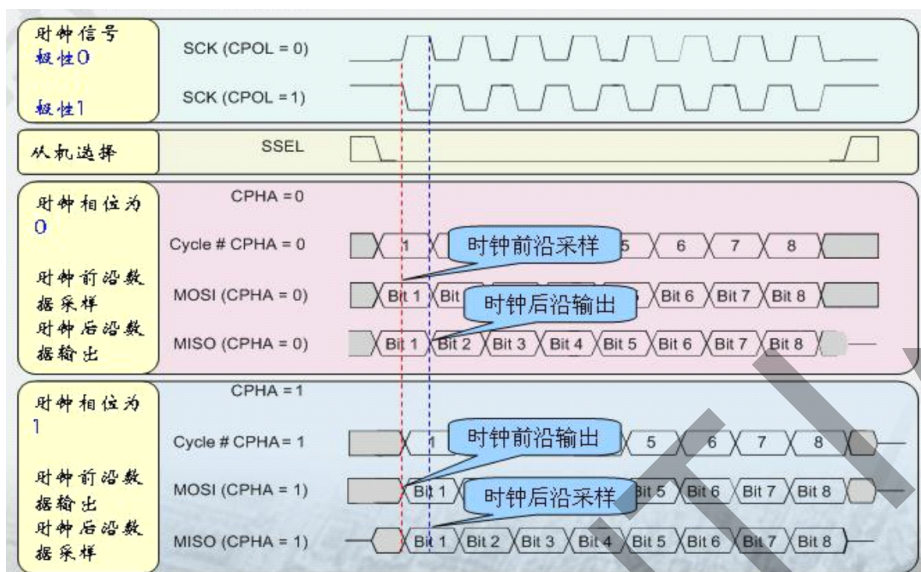 时钟信号
极性0
极性1
SCK (CPOL = 0)
SCK (CPOL = 1)
从机选择
SSEL
时钟相位为
0
时钟前沿数
据采样
时钟后沿数
据输出
CPHA = 0
Cycle # CPHA = 0
1
5
6
7
8
时钟前沿采样
MOSI (CPHA = 0)
Bit 1
Bit
Bit 6
Bit 7
Bit 8
时钟后沿输出
MISO (CPHA = 0)
Bit 1
Bit 2
Bit 3
Bit 4
Bit 5
Bit 6
Bit 7
Bit 8
时钟相位为
1
时钟前沿数
据输出
时钟后沿数
据采样
CPHA = 1
Cycle # CPHA = 1
1
5
6
7
8
时钟前沿输出
MOSI (CPHA = 1)
Bit 1
Bit 5
Bit 6
Bit 7
Bit 8
时钟后沿采样
MISO (CPHA = 1)
Bit 1
Bit 2
Bit 3
Bit 4
Bit 5
Bit 6
Bit 7
Bit 8